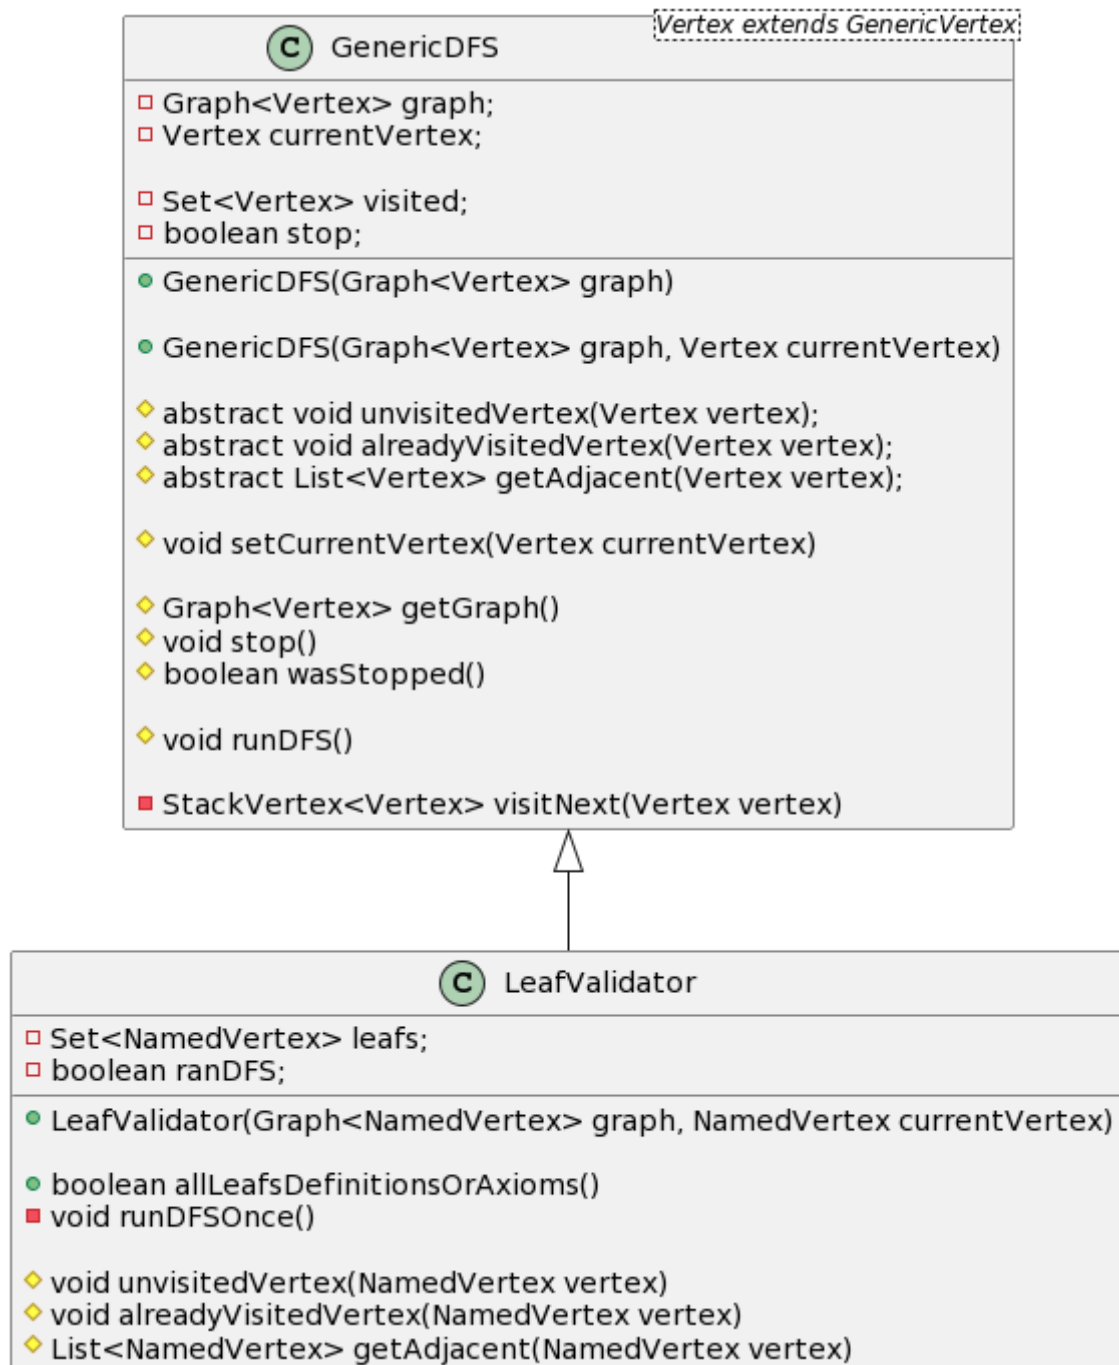 Vertex extends GenericVertex
C GenericDFS
Graph<Vertex> graph;
Vertex currentVertex;
Set<Vertex> visited;
boolean stop;
GenericDFS(Graph<Vertex> graph)
GenericDFS(Graph<Vertex> graph, Vertex currentVertex)
abstract void unvisitedVertex(Vertex vertex);
abstract void alreadyVisitedVertex(Vertex vertex);
abstract List<Vertex> getAdjacent(Vertex vertex);
void setCurrentVertex(Vertex currentVertex)
Graph<Vertex> getGraph()
void stop()
boolean wasStopped()
void runDFS()
StackVertex<Vertex> visitNext(Vertex vertex)
C LeafValidator
Set<NamedVertex> leafs;
boolean ranDFS;
LeafValidator(Graph<NamedVertex> graph, NamedVertex currentVertex)
boolean allLeafsDefinitionsOrAxioms()
void runDFSOnce()
void unvisitedVertex(NamedVertex vertex)
void alreadyVisitedVertex(NamedVertex vertex)
List<NamedVertex> getAdjacent(NamedVertex vertex)